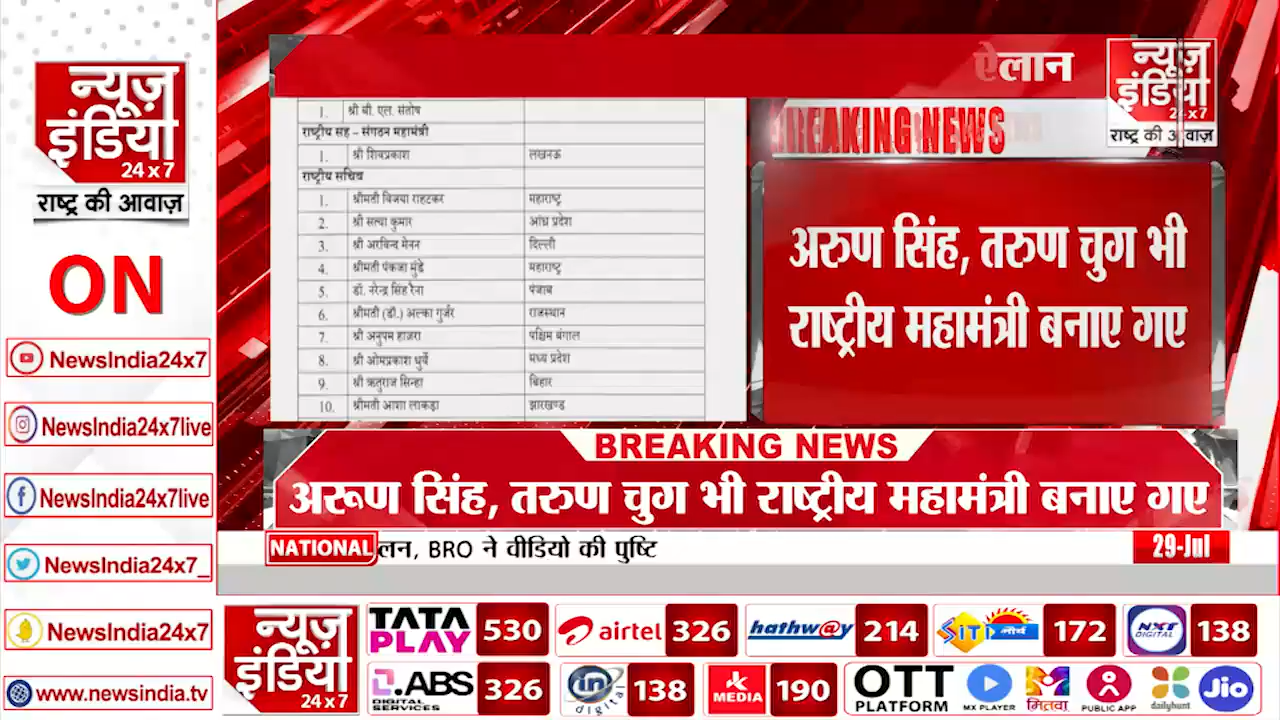 न्यूज़
इंडिया
24x7
राष्ट्र की आवाज़
ON
NewsIndia24x7
NewsIndia24x7live
NewsIndia24x7live
NewsIndia24x7_
NewsIndia24x7
www.newsindia.tv
ऐलान
न्यूज़
इंडिया
24x7
राष्ट्र की आवाज़
1. श्री बी. एल. संतोष
राष्ट्रीय सह – संगठन महामंत्री
1. श्री शिवप्रकाश लखनऊ
राष्ट्रीय सचिव
1. श्रीमती विजया राहटकर महाराष्ट्र
2. श्री सत्या कुमार आंध्र प्रदेश
3. श्री अरविन्द मेनन दिल्ली
4. श्रीमती पंकजा मुंडे महाराष्ट्र
5. डॉ. नरेन्द्र सिंह रैना पंजाब
6. श्रीमती (डॉ.) अल्का गुर्जर राजस्थान
7. श्री अनुपम हाजरा पश्चिम बंगाल
8. श्री ओमप्रकाश धुर्वे मध्य प्रदेश
9. श्री ऋतुराज सिन्हा बिहार
10. श्रीमती आशा लाकड़ा झारखण्ड
BREAKING NEWS
अरुण सिंह, तरुण चुग भी
राष्ट्रीय महामंत्री बनाए गए
BREAKING NEWS
अरूण सिंह, तरुण चुग भी राष्ट्रीय महामंत्री बनाए गए
NATIONAL लन, BRO ने वीडियो की पुष्टि 29-Jul
न्यूज़
इंडिया
24x7
TATA PLAY 530 airtel 326 hathw@y 214 SITI मौर्य 172 NXT DIGITAL 138
D.ABS DIGITAL SERVICES 326 in digital 138 K MEDIA 190 OTT PLATFORM MX PLAYER मितवा PUBLIC APP dailyhunt Jio